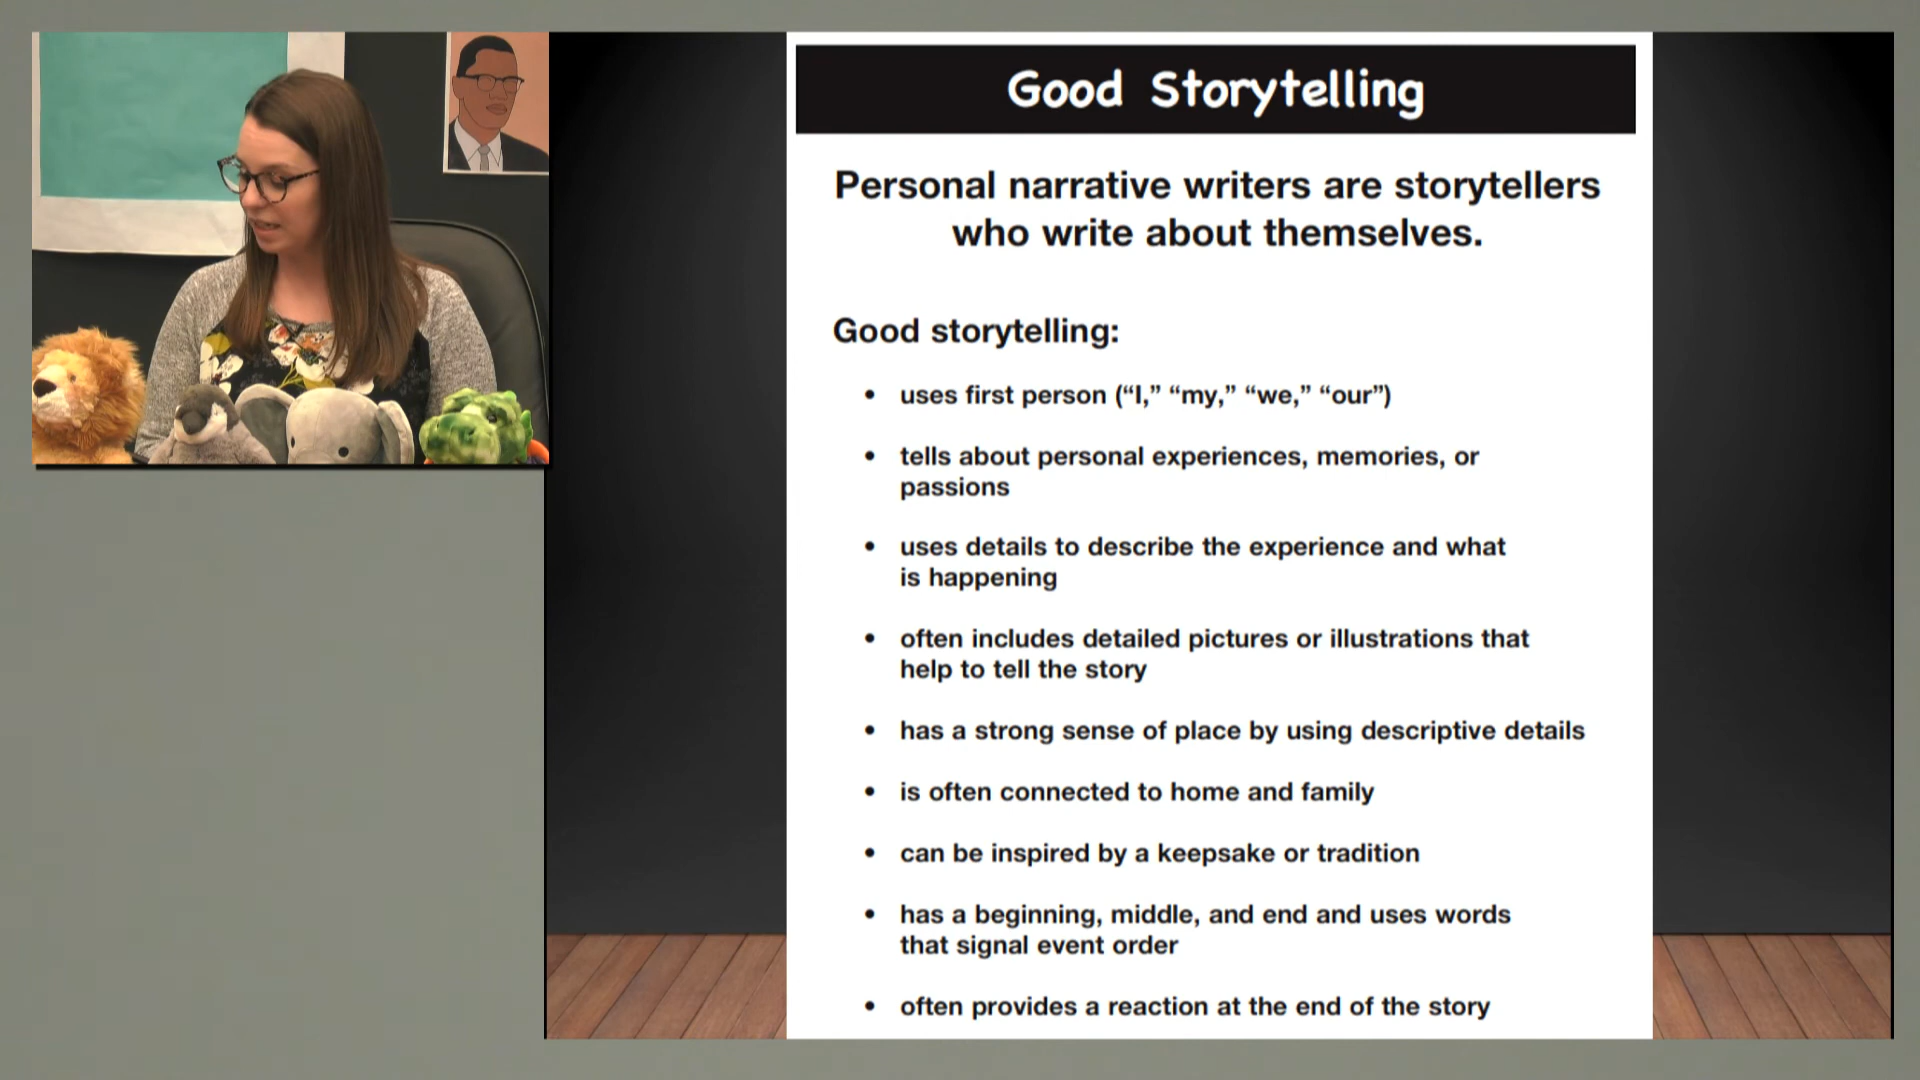 Good Storytelling
Personal narrative writers are storytellers
who write about themselves.
Good storytelling:
• uses first person (“I,” “my,” “we,” “our”)
• tells about personal experiences, memories, or
passions
• uses details to describe the experience and what
is happening
• often includes detailed pictures or illustrations that
help to tell the story
• has a strong sense of place by using descriptive details
• is often connected to home and family
• can be inspired by a keepsake or tradition
• has a beginning, middle, and end and uses words
that signal event order
• often provides a reaction at the end of the story